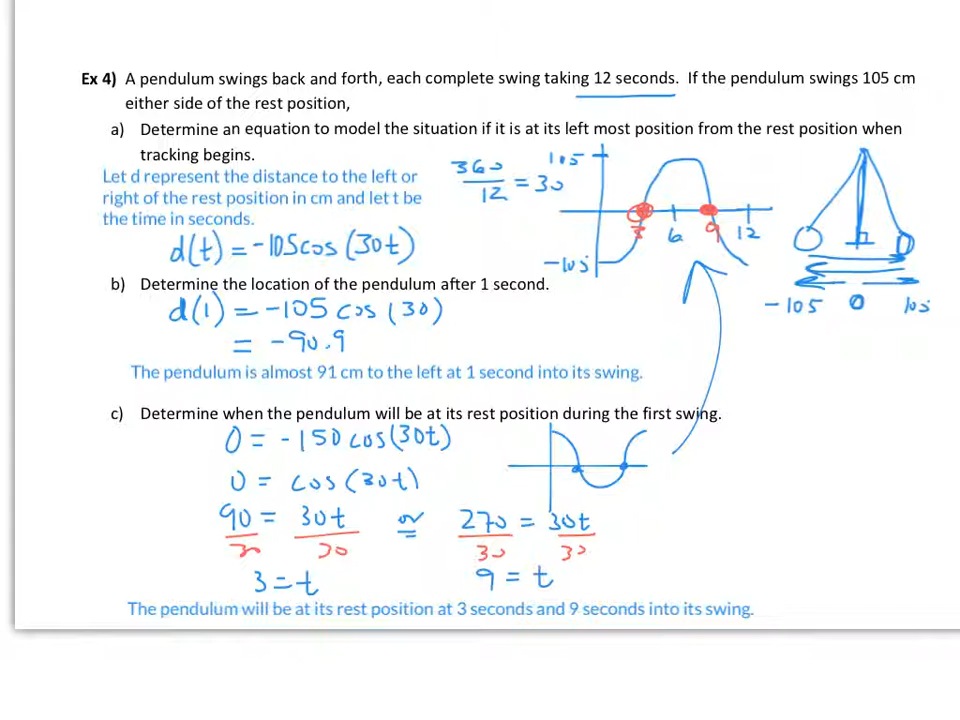 Ex 4) A pendulum swings back and forth, each complete swing taking 12 seconds. If the pendulum swings 105 cm
either side of the rest position,
a) Determine an equation to model the situation if it is at its left most position from the rest position when
tracking begins.
Let d represent the distance to the left or
right of the rest position in cm and let t be
the time in seconds.
360/12 = 30
105
-105
3 6 9 12
-105 0 105
d(t) = -105cos(30t)
b) Determine the location of the pendulum after 1 second.
d(1) = -105 cos(30)
= -90.9
The pendulum is almost 91 cm to the left at 1 second into its swing.
c) Determine when the pendulum will be at its rest position during the first swing.
0 = -150 cos(30t)
0 = cos(30t)
90 = 30t or 270 = 30t
30 30 30 30
3 = t 9 = t
The pendulum will be at its rest position at 3 seconds and 9 seconds into its swing.